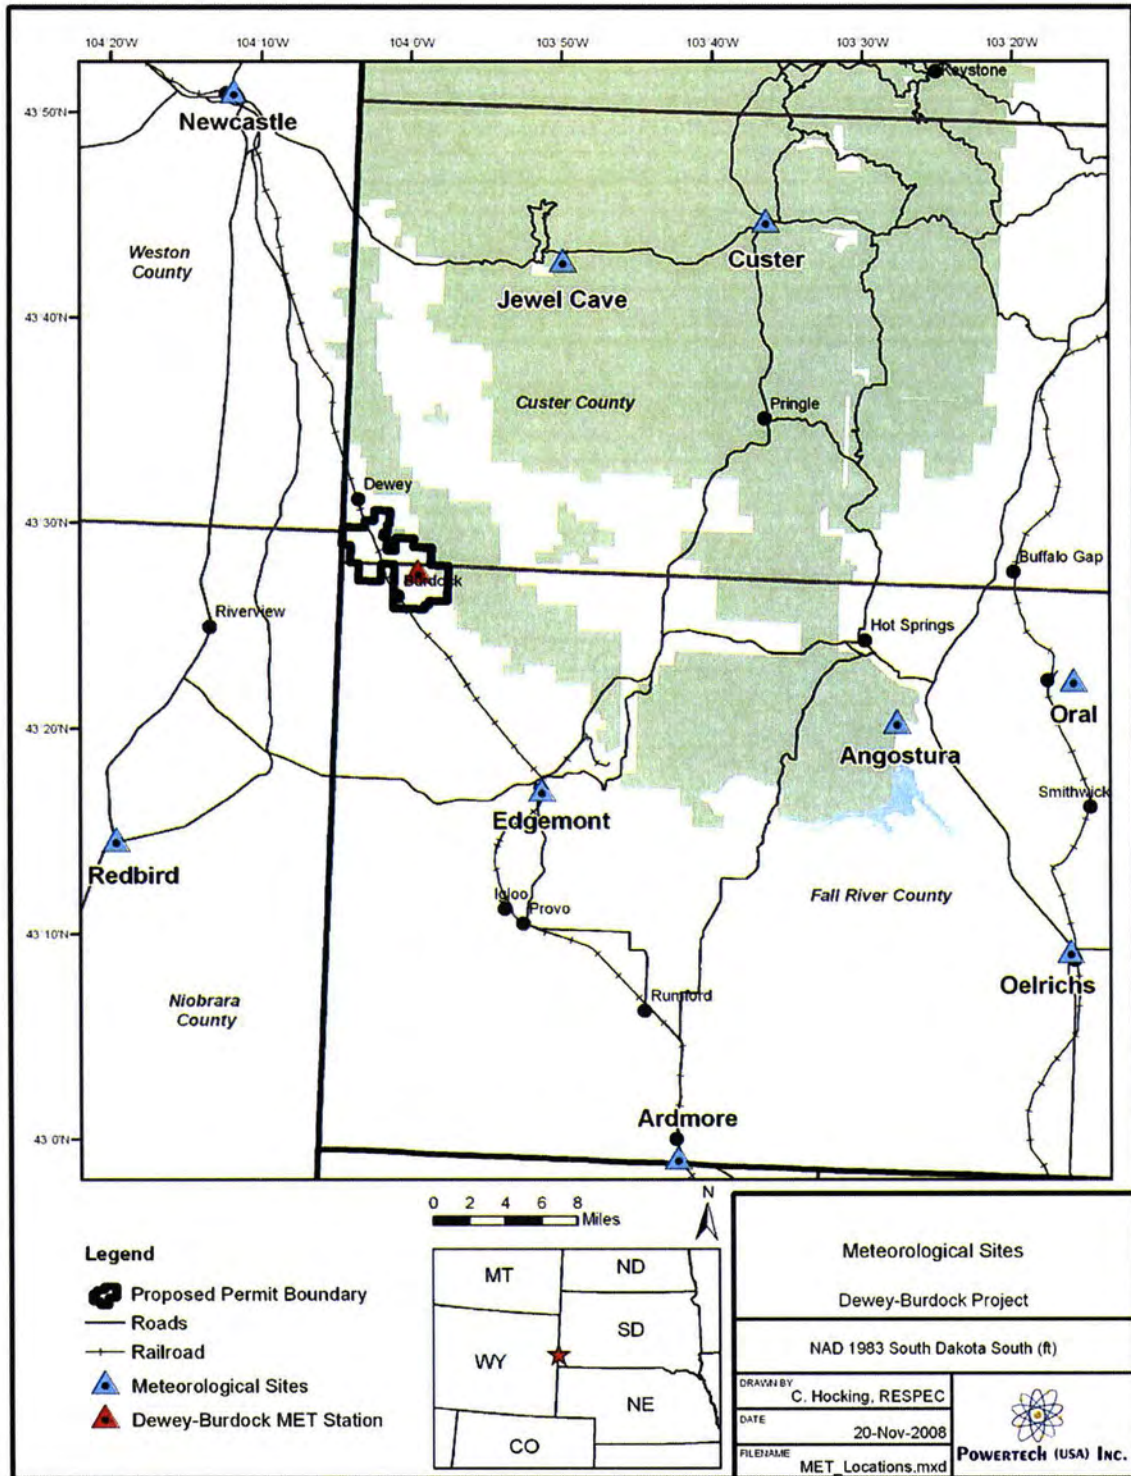 104 20'W 104 10'W 104 0'W 103 50'W 103 40'W 103 30'W 103 20'W
Keystone
43 50'N
Newcastle
Weston
County
Custer
Jewel Cave
43 40'N
Custer County
Pringle
Dewey
43 30'N
Buffalo Gap
Burdock
Riverview
Hot Springs
Oral
43 20'N
Angostura
Smithwick
Edgemont
Redbird
Igloo
Provo
Fall River County
43 10'N
Oelrichs
Niobrara
County
Rumford
Ardmore
43 0'N
0 2 4 6 8
Miles
N
Legend
Proposed Permit Boundary
Roads
Railroad
Meteorological Sites
Dewey-Burdock MET Station
MT
ND
SD
WY
NE
CO
Meteorological Sites
Dewey-Burdock Project
NAD 1983 South Dakota South (ft)
DRAWN BY
C. Hocking, RESPEC
DATE
20-Nov-2008
FILENAME
MET_Locations.mxd
POWERTECH (USA) INC.